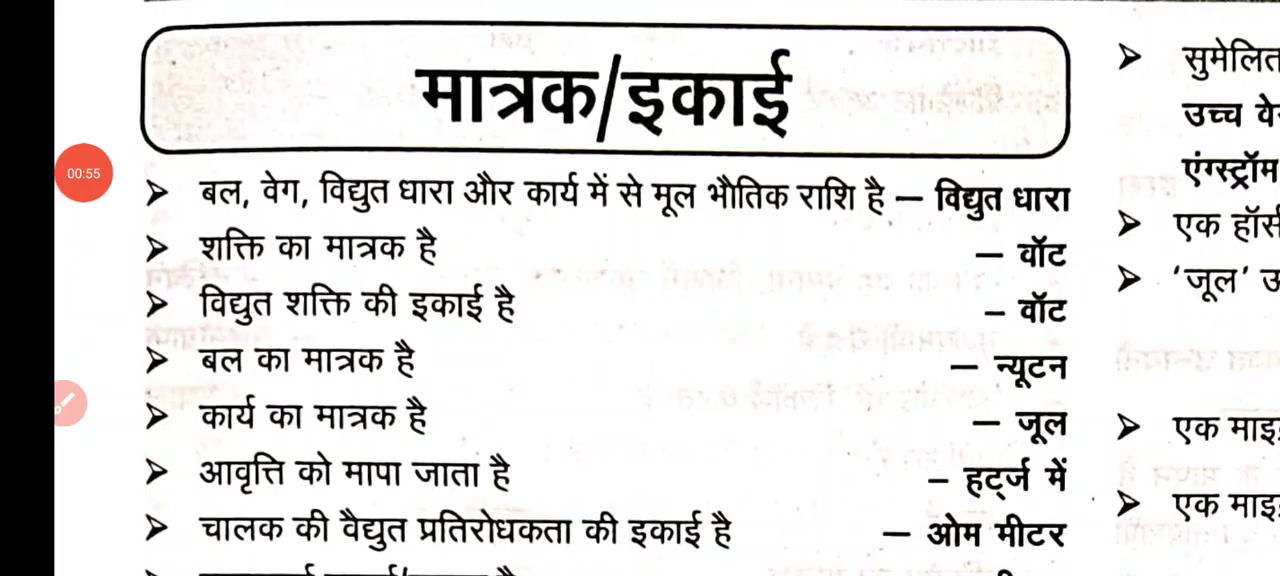 मात्रक/इकाई
00:55
➤ बल, वेग, विद्युत धारा और कार्य में से मूल भौतिक राशि है – विद्युत धारा
➤ शक्ति का मात्रक है – वॉट
➤ विद्युत शक्ति की इकाई है – वॉट
➤ बल का मात्रक है – न्यूटन
➤ कार्य का मात्रक है – जूल
➤ आवृत्ति को मापा जाता है – हर्ट्ज में
➤ चालक की वैद्युत प्रतिरोधकता की इकाई है – ओम मीटर
➤ सुमेलित
उच्च
एंग्स्ट्रॉम
➤ एक
➤ 'जूल'
➤ एक
➤ एक